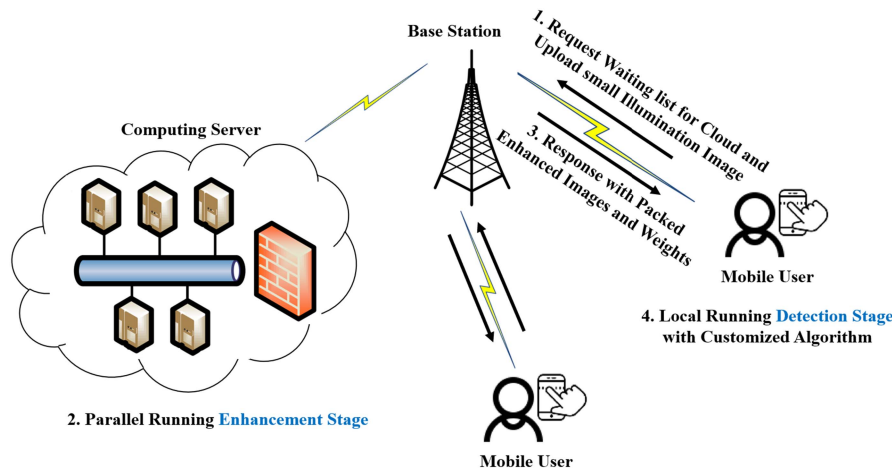 Base Station
1. Request Waiting list for Cloud and
Upload small Illumination Image
3. Response with Packed
Enhanced Images and Weights
Computing Server
Mobile User
4. Local Running Detection Stage
with Customized Algorithm
2. Parallel Running Enhancement Stage
Mobile User